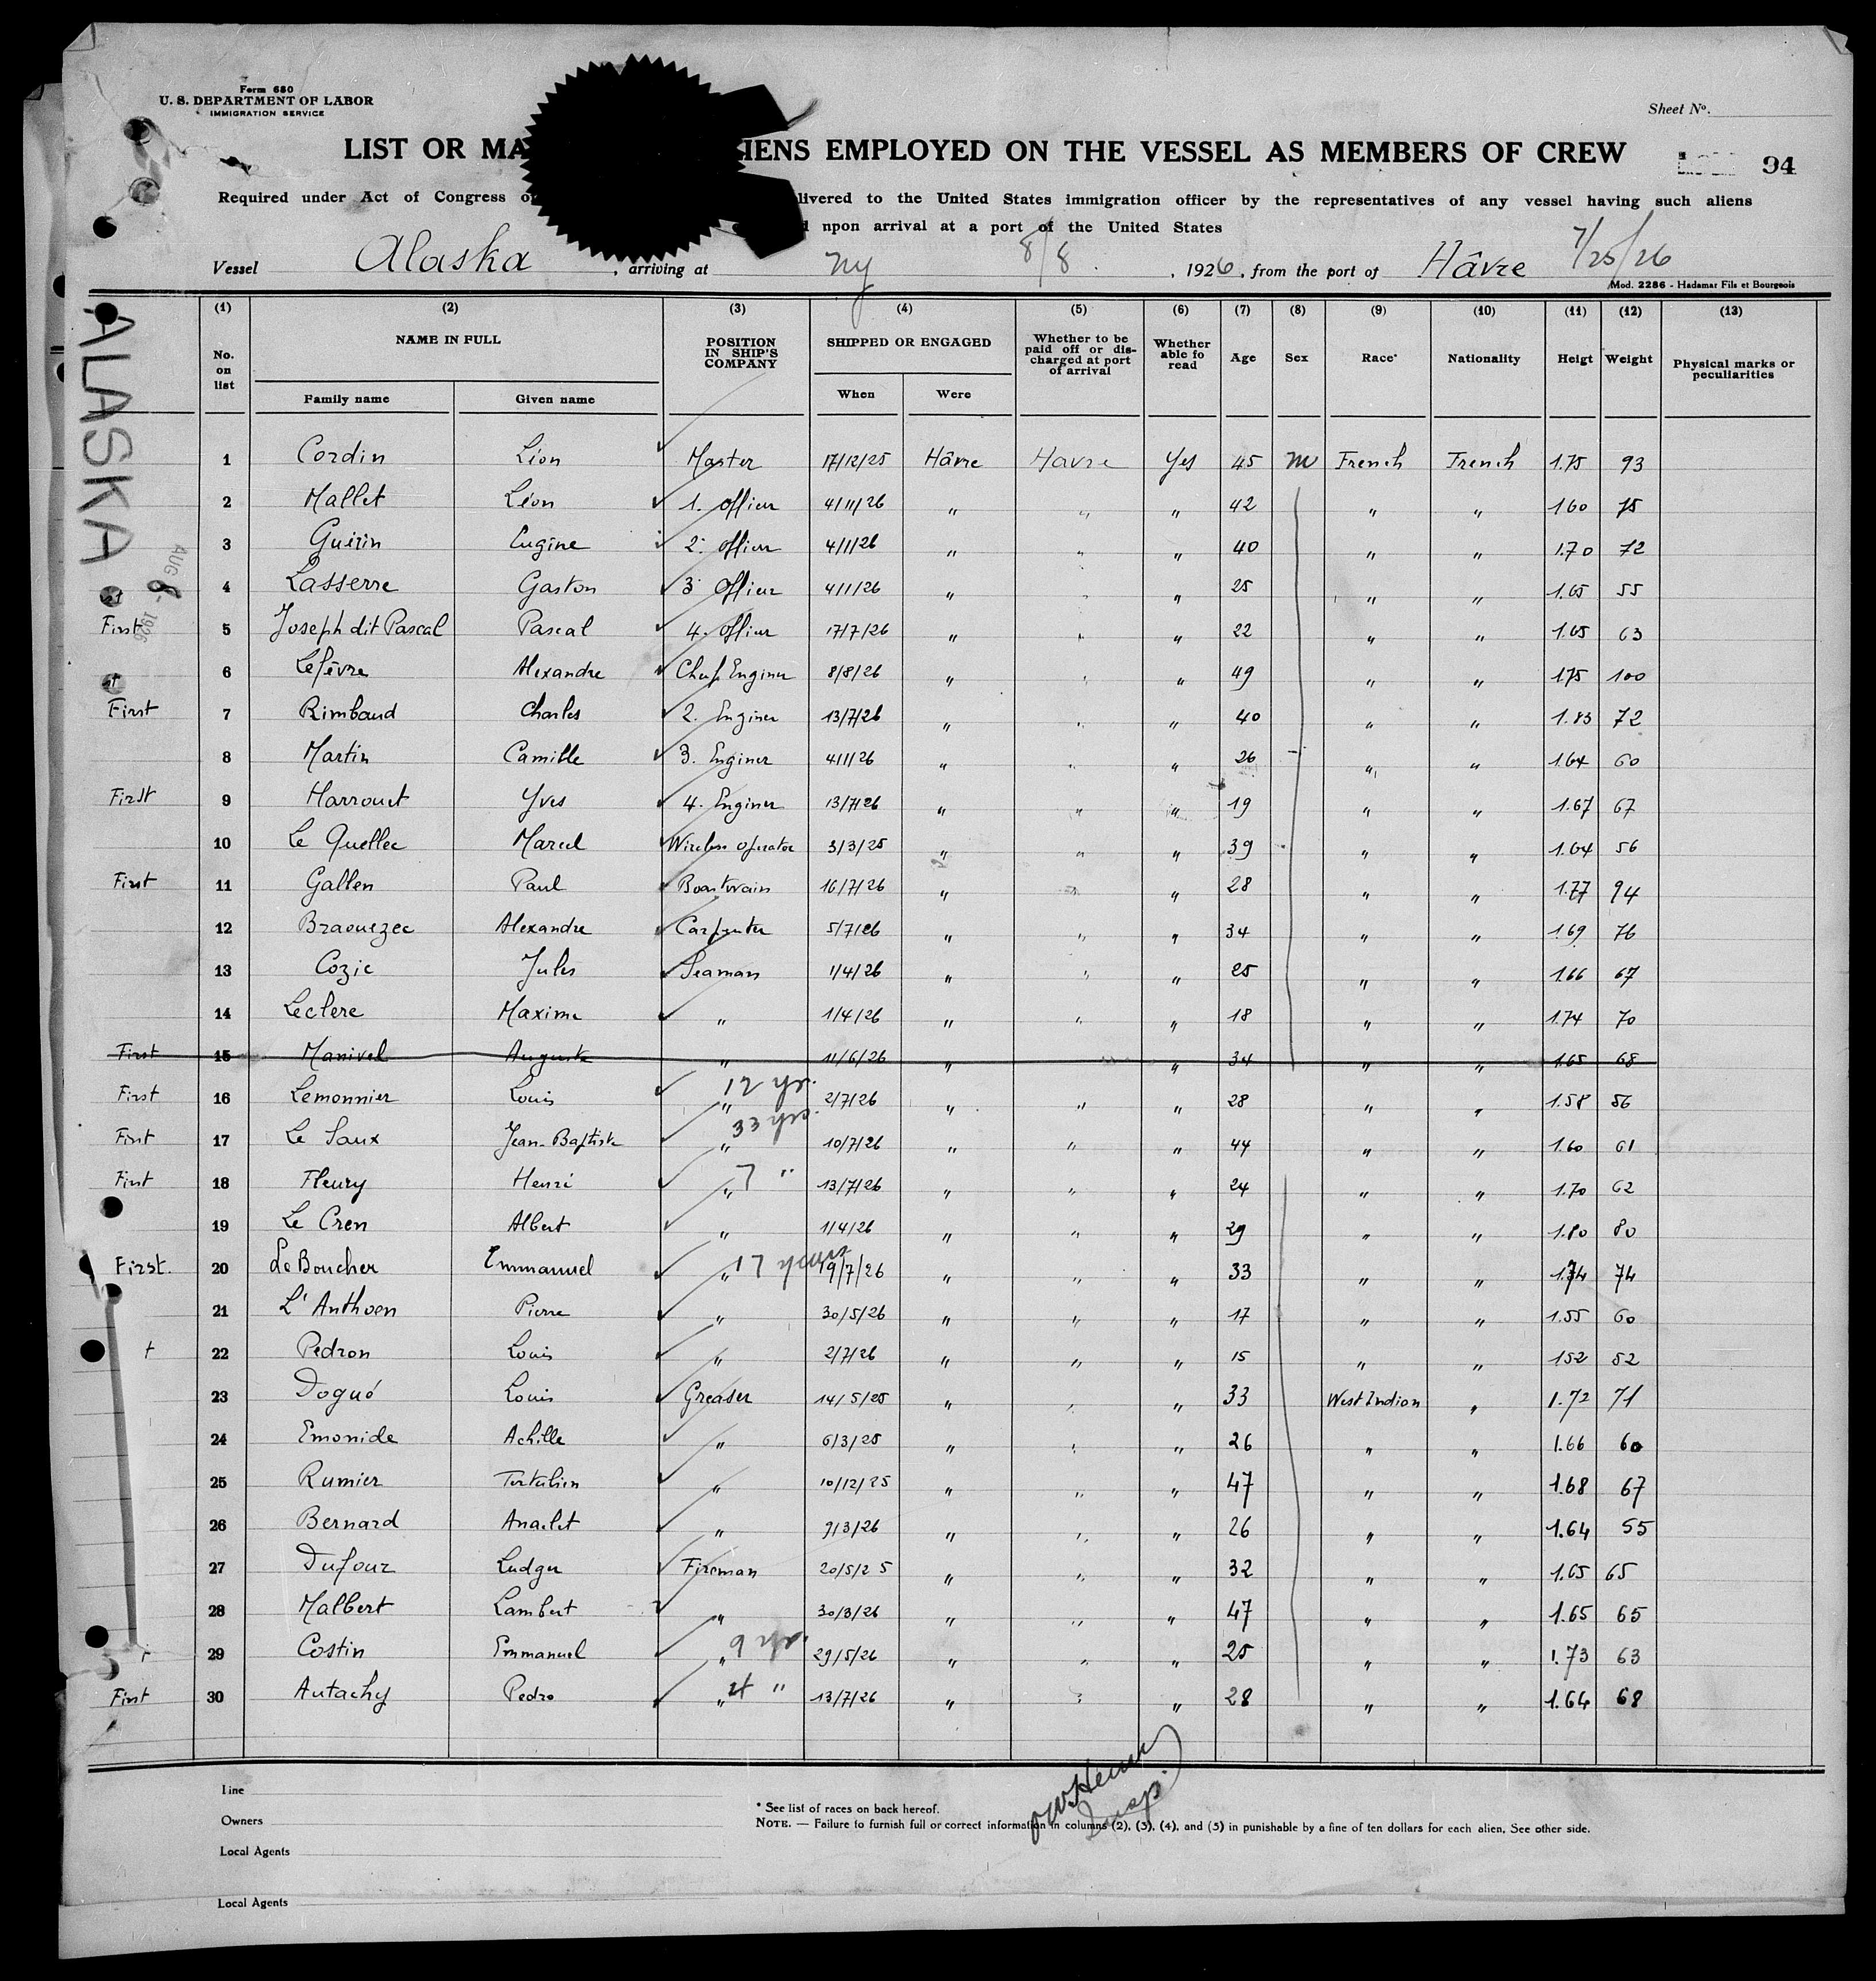 Form 680
U. S. DEPARTMENT OF LABOR
IMMIGRATION SERVICE
Sheet No.
LIST OR MA IENS EMPLOYED ON THE VESSEL AS MEMBERS OF CREW
94
Required under Act of Congress of livered to the United States immigration officer by the representatives of any vessel having such aliens
npon arrival at a port of the United States
Vessel Alaska, arriving at Ny 8/8, 1926, from the port of Hâvre 7/25/26
Mod. 2286 - Hadamar Fils et Bourgeois
ALASKA
AUG 8 - 1926
(1) (2) (3) (4) (5) (6) (7) (8) (9) (10) (11) (12) (13)
No. on list NAME IN FULL POSITION IN SHIP'S COMPANY SHIPPED OR ENGAGED Whether to be paid off or dis- charged at port of arrival Whether able fo read Age Sex Race* Nationality Heigt Weight Physical marks or peculiarities
Family name Given name When Were
1 Cordin Léon Master 17/12/25 Hâvre Havre Yes 45 M French French 1.75 93
2 Mallet Léon 1. officer 4/11/26 " " " 42 " " 160 75
3 Guérin Eugène 2. officer 4/1/26 " " " 40 " " 1.70 72
4 Lasserre Gaston 3 Officer 4/1/26 " " " 25 " " 1.65 55
First 5 Joseph dit Pascal Pascal 4. officer 17/7/26 " " " 22 " " 1.65 63
st 6 Lefèvre Alexandre Chef Enginer 8/8/26 " " " 49 " " 1.75 100
First 7 Rimbaud Charles 2. Enginer 13/7/26 " " " 40 " " 1.83 72
8 Martin Camille 3. Enginer 4/1/26 " " " 26 " " 1.64 60
First 9 Harrouet Yves 4. Enginer 13/7/26 " " " 19 " " 1.67 67
10 Le Quellec Marcel Wireless operator 3/3/25 " " " 39 " " 1.64 56
First 11 Gallen Paul Boastwain 16/7/26 " " " 28 " " 1.77 94
12 Braouezec Alexandre Carpenter 5/7/26 " " " 34 " " 1.69 76
13 Cozic Jules Seaman 1/4/26 " " " 25 " " 1.66 67
14 Leclere Maxime " 1/4/26 " " " 18 " " 1.74 70
First 15 Manivel Auguste " 11/6/26 " " " 34 " " 1.65 68
First 16 Lemonnier Louis " 12 yr. 2/7/26 " " " 28 " " 1.58 56
First 17 Le Saux Jean-Baptiste " 33 yrs. 10/7/26 " " " 44 " " 1.60 61
First 18 Fleury Henri " 7 " 13/7/26 " " " 24 " " 1.70 62
19 Le Cren Albert " 1/4/26 " " " 29 " " 1.80 80
First. 20 Le Boucher Emmanuel " 17 years 19/7/26 " " " 33 " " 1.74 74
21 L'Anthoen Pierre " 30/5/26 " " " 17 " " 1.55 60
t 22 Pedron Louis " 2/7/26 " " " 15 " " 152 52
23 Dogué Louis Greaser 14/5/25 " " " 33 West Indian " 1.72 71
24 Emonide Achille " 6/3/25 " " " 26 " " 1.66 60
25 Rumier Tertulien " 10/12/25 " " " 47 " " 1.68 67
26 Bernard Anaclet " 9/3/26 " " " 26 " " 1.64 55
27 Dufour Ludger Fireman 20/5/25 " " " 32 " " 1.65 65
28 Malbert Lambert " 30/3/26 " " " 47 " " 1.65 65
29 Costin Emmanuel " 9 yr. 29/5/26 " " " 25 " " 1.73 63
First 30 Autachy Pedro " 4 " 13/7/26 " " " 28 " " 1.64 68
Line
Owners
Local Agents
Local Agents
* See list of races on back hereof.
NOTE. — Failure to furnish full or correct information in columns (2), (3), (4), and (5) in punishable by a fine of ten dollars for each alien, See other side.
Insp.